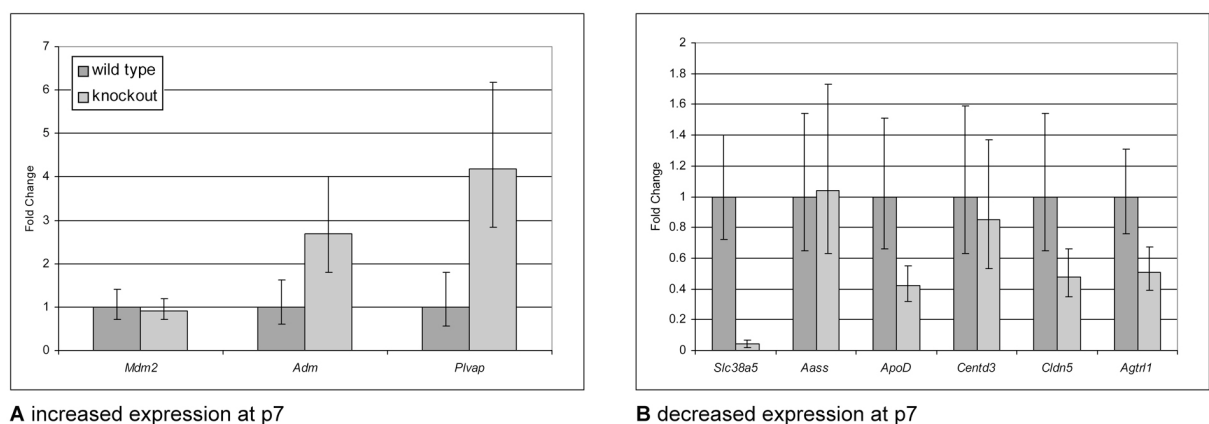 7
6
5
4
3
2
1
0
Fold Change
wild type
knockout
Mdm2 Adm Plvap
A increased expression at p7
2
1.8
1.6
1.4
1.2
1
0.8
0.6
0.4
0.2
0
Fold Change
Slc38a5 Aass ApoD Centd3 Cldn5 Agtrl1
B decreased expression at p7